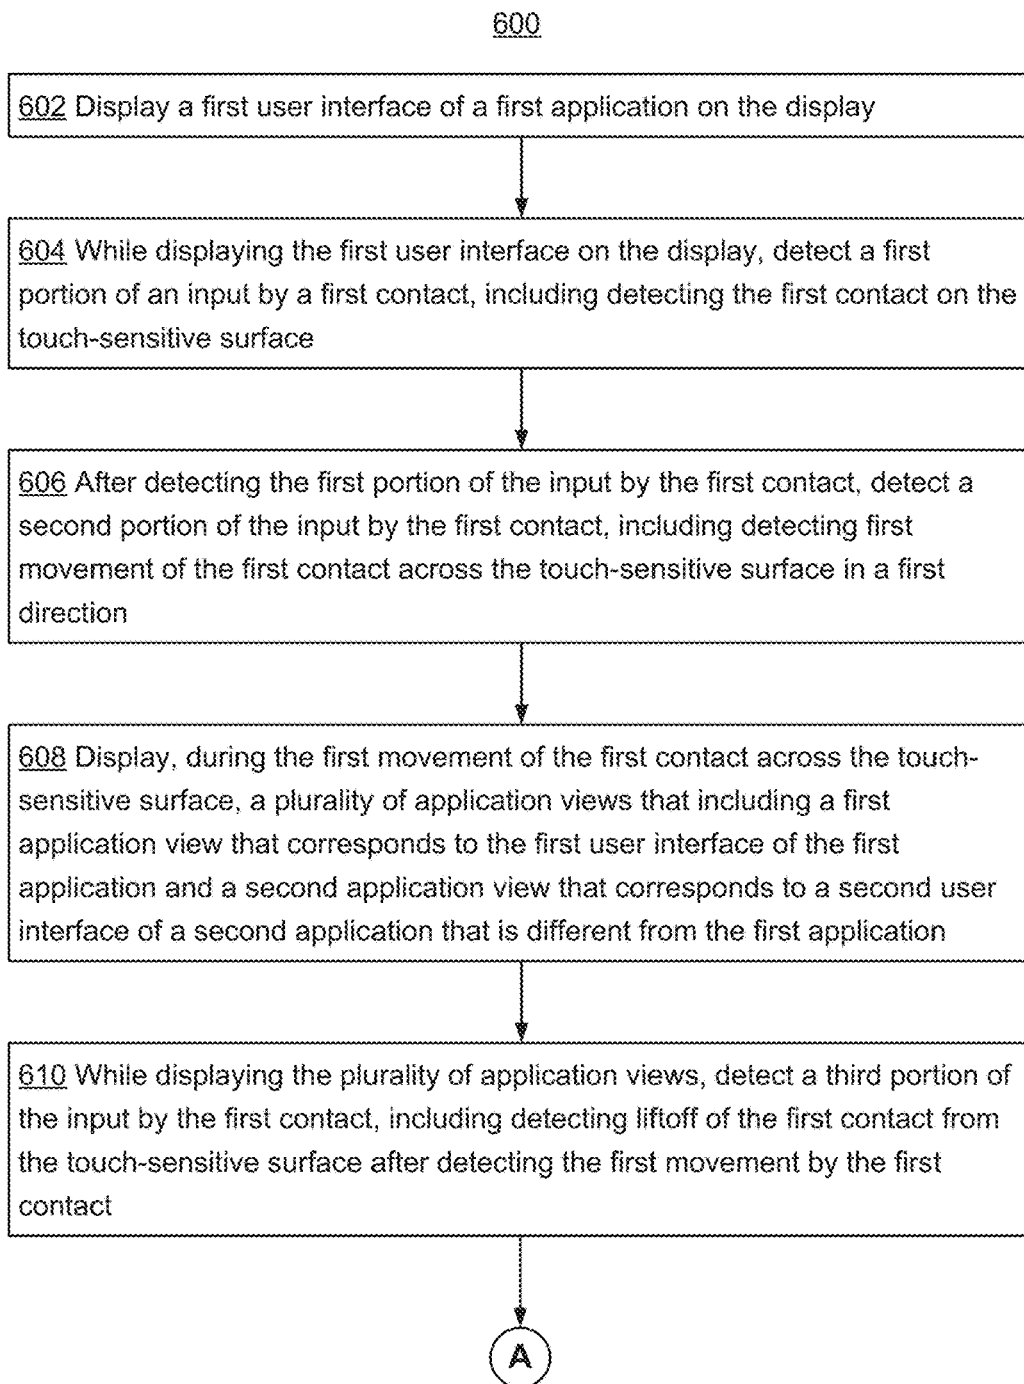 600
602 Display a first user interface of a first application on the display
604 While displaying the first user interface on the display, detect a first
portion of an input by a first contact, including detecting the first contact on the
touch-sensitive surface
606 After detecting the first portion of the input by the first contact, detect a
second portion of the input by the first contact, including detecting first
movement of the first contact across the touch-sensitive surface in a first
direction
608 Display, during the first movement of the first contact across the touch-
sensitive surface, a plurality of application views that including a first
application view that corresponds to the first user interface of the first
application and a second application view that corresponds to a second user
interface of a second application that is different from the first application
610 While displaying the plurality of application views, detect a third portion of
the input by the first contact, including detecting liftoff of the first contact from
the touch-sensitive surface after detecting the first movement by the first
contact
A